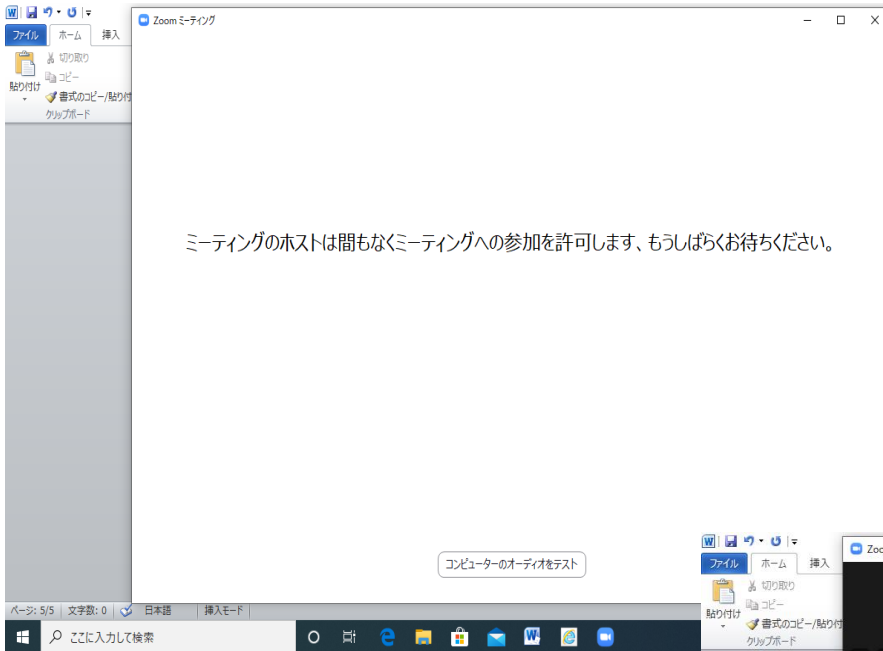 Zoom ミーティング
ファイル ホーム 挿入
切り取り
コピー
貼り付け
書式のコピー/貼り付
クリップボード
ミーティングのホストは間もなくミーティングへの参加を許可します、もうしばらくお待ちください。
コンピューターのオーディオをテスト
ページ: 5/5 文字数: 0 日本語 挿入モード
ここに入力して検索
Zoo
ファイル ホーム 挿入
切り取り
コピー
貼り付け
書式のコピー/貼り付
クリップボード